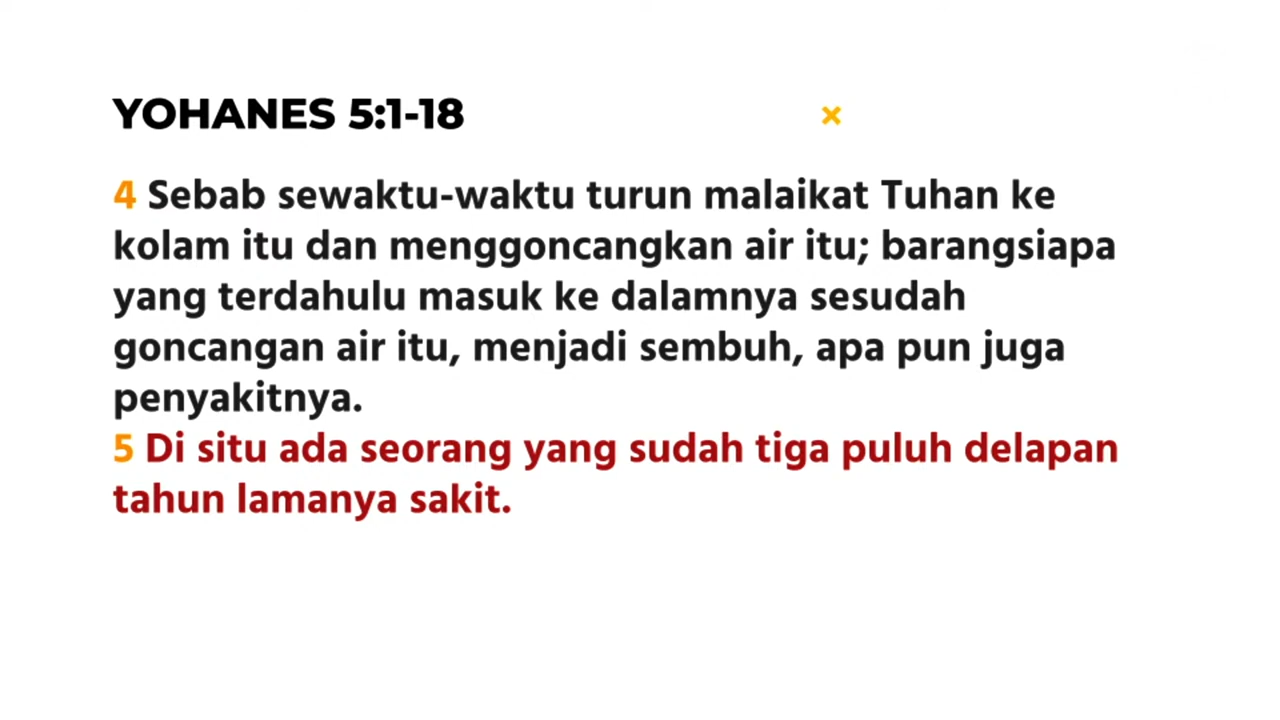 YOHANES 5:1-18
4 Sebab sewaktu-waktu turun malaikat Tuhan ke
kolam itu dan menggoncangkan air itu; barangsiapa
yang terdahulu masuk ke dalamnya sesudah
goncangan air itu, menjadi sembuh, apa pun juga
penyakitnya.
5 Di situ ada seorang yang sudah tiga puluh delapan
tahun lamanya sakit.